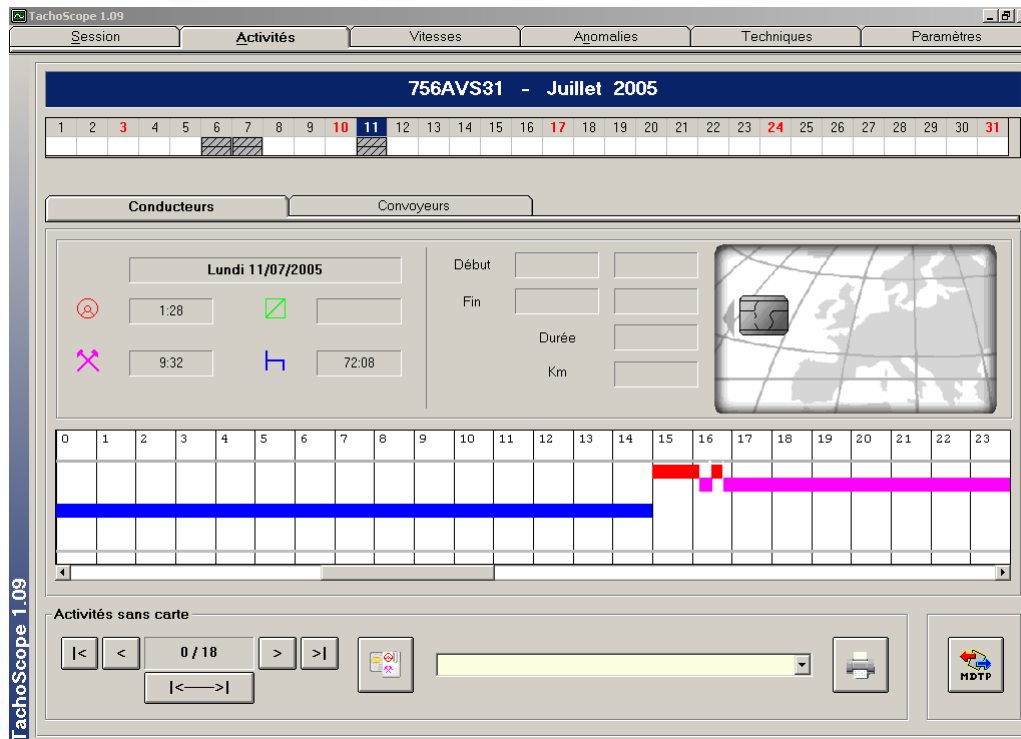 TachoScope 1.09
Session Activités Vitesses Anomalies Techniques Paramètres
756AVS31 - Juillet 2005
1 2 3 4 5 6 7 8 9 10 11 12 13 14 15 16 17 18 19 20 21 22 23 24 25 26 27 28 29 30 31
Conducteurs Convoyeurs
Lundi 11/07/2005
Début
1:28
Fin
Durée
9:32 72:08
Km
0 1 2 3 4 5 6 7 8 9 10 11 12 13 14 15 16 17 18 19 20 21 22 23
Activités sans carte
|< < 0 / 18 > >|
|<--->|
MDTP
TachoScope 1.09